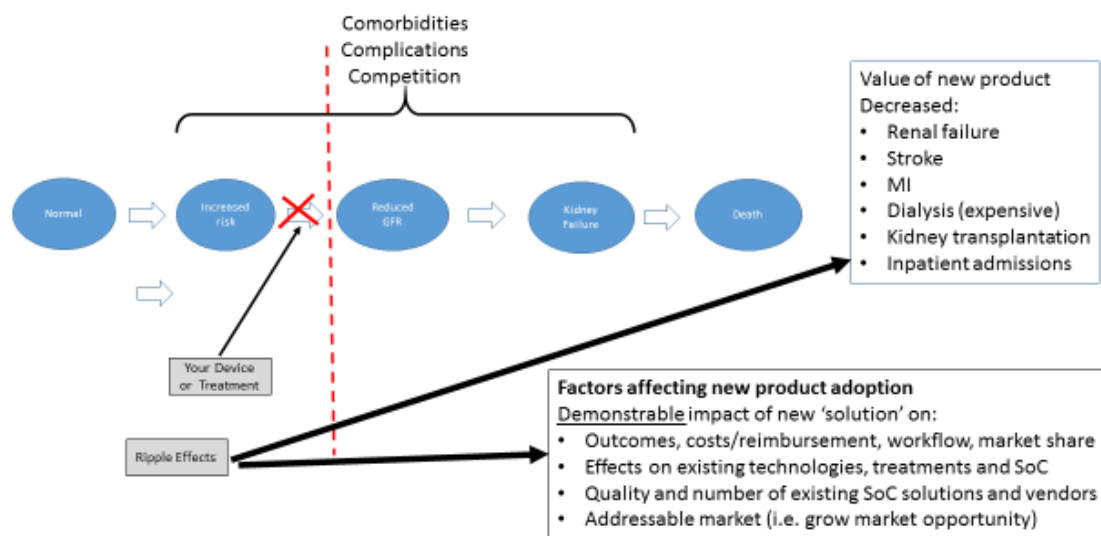 Comorbidities
Complications
Competition
Value of new product
Decreased:
• Renal failure
• Stroke
• MI
• Dialysis (expensive)
• Kidney transplantation
• Inpatient admissions
Normal
Increased
risk
Reduced
GFR
Kidney
Failure
Death
Your Device
or Treatment
Ripple Effects
Factors affecting new product adoption
Demonstrable impact of new ‘solution’ on:
• Outcomes, costs/reimbursement, workflow, market share
• Effects on existing technologies, treatments and SoC
• Quality and number of existing SoC solutions and vendors
• Addressable market (i.e. grow market opportunity)